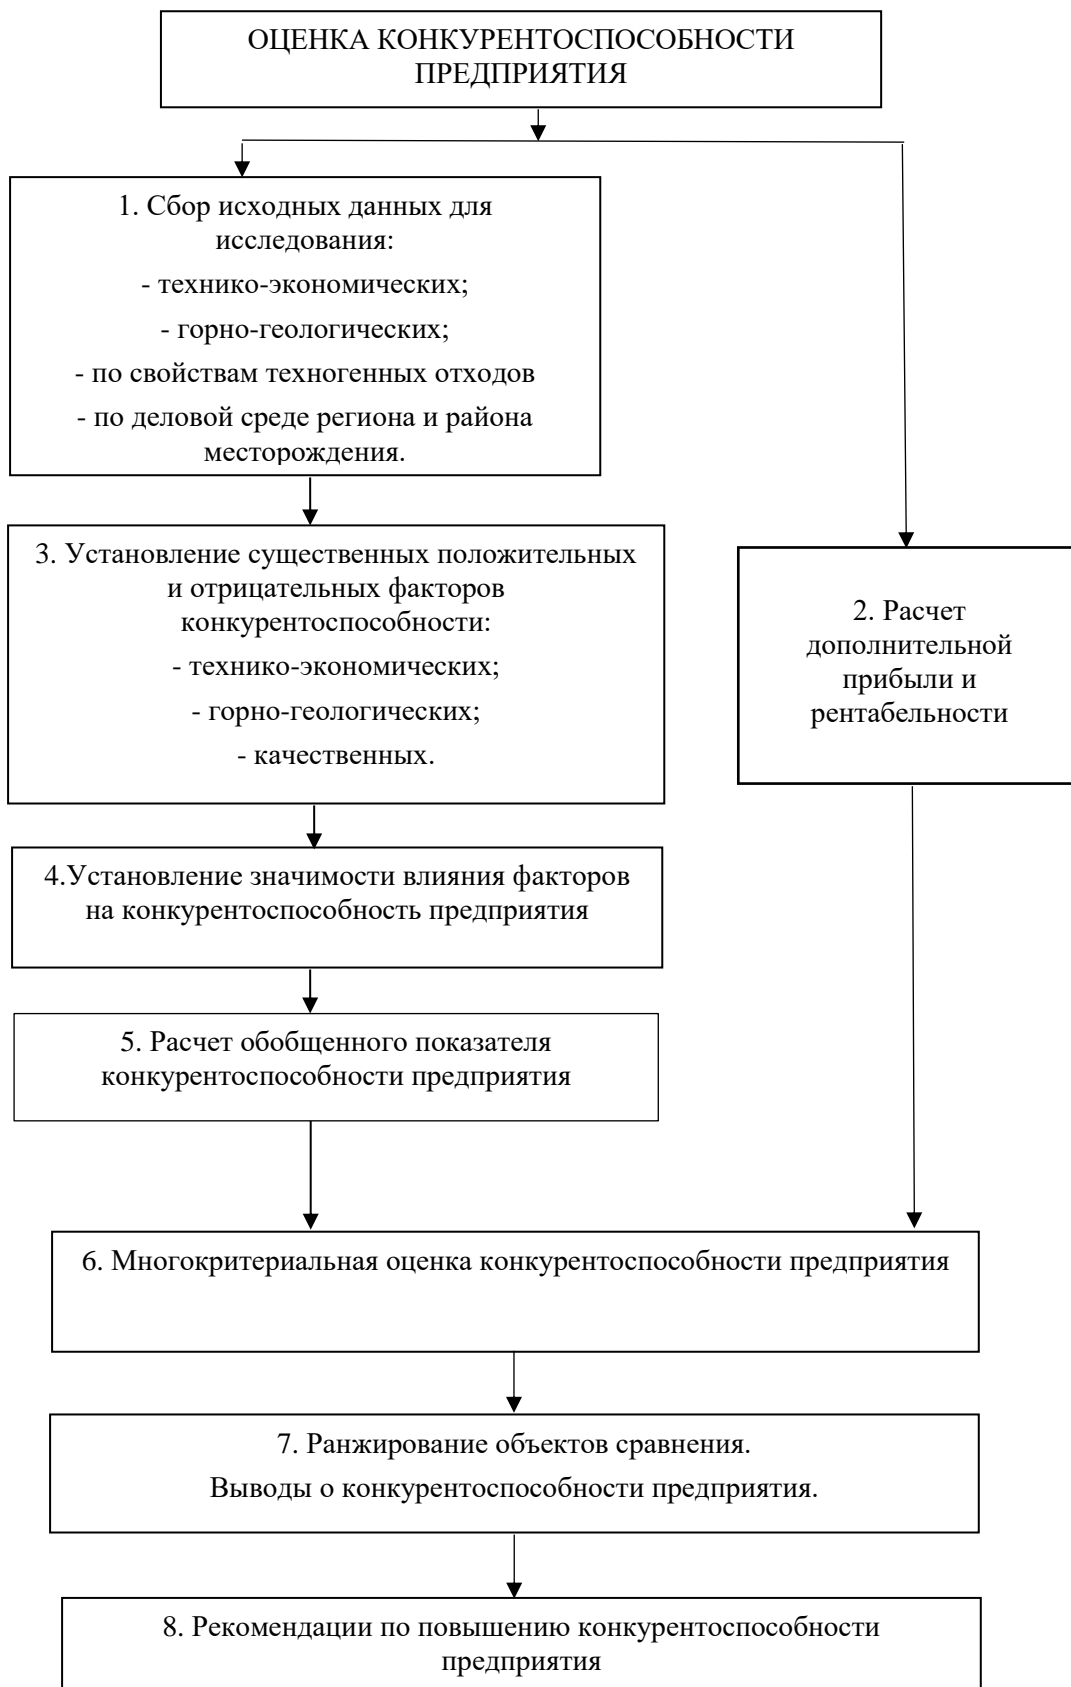 ОЦЕНКА КОНКУРЕНТОСПОСОБНОСТИ
ПРЕДПРИЯТИЯ
1. Сбор исходных данных для
исследования:
- технико-экономических;
- горно-геологических;
- по свойствам техногенных отходов
- по деловой среде региона и района
месторождения.
3. Установление существенных положительных
и отрицательных факторов
конкурентоспособности:
- технико-экономических;
- горно-геологических;
- качественных.
2. Расчет
дополнительной
прибыли и
рентабельности
4.Установление значимости влияния факторов
на конкурентоспособность предприятия
5. Расчет обобщенного показателя
конкурентоспособности предприятия
6. Многокритериальная оценка конкурентоспособности предприятия
7. Ранжирование объектов сравнения.
Выводы о конкурентоспособности предприятия.
8. Рекомендации по повышению конкурентоспособности
предприятия